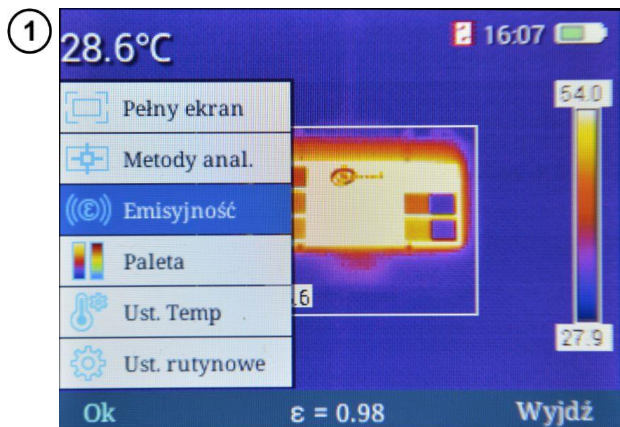 1
28.6°C
16:07
54.0
Pełny ekran
Metody anal.
((ε)) Emisyjność
Paleta
.6
Ust. Temp
27.9
Ust. rutynowe
Ok ε = 0.98 Wyjdź